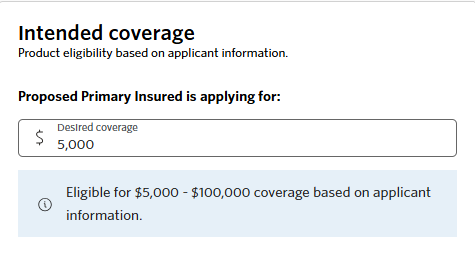 Intended coverage
Product eligibility based on applicant information.
Proposed Primary Insured is applying for:
Desired coverage
$ 5,000
Eligible for $5,000 - $100,000 coverage based on applicant
information.